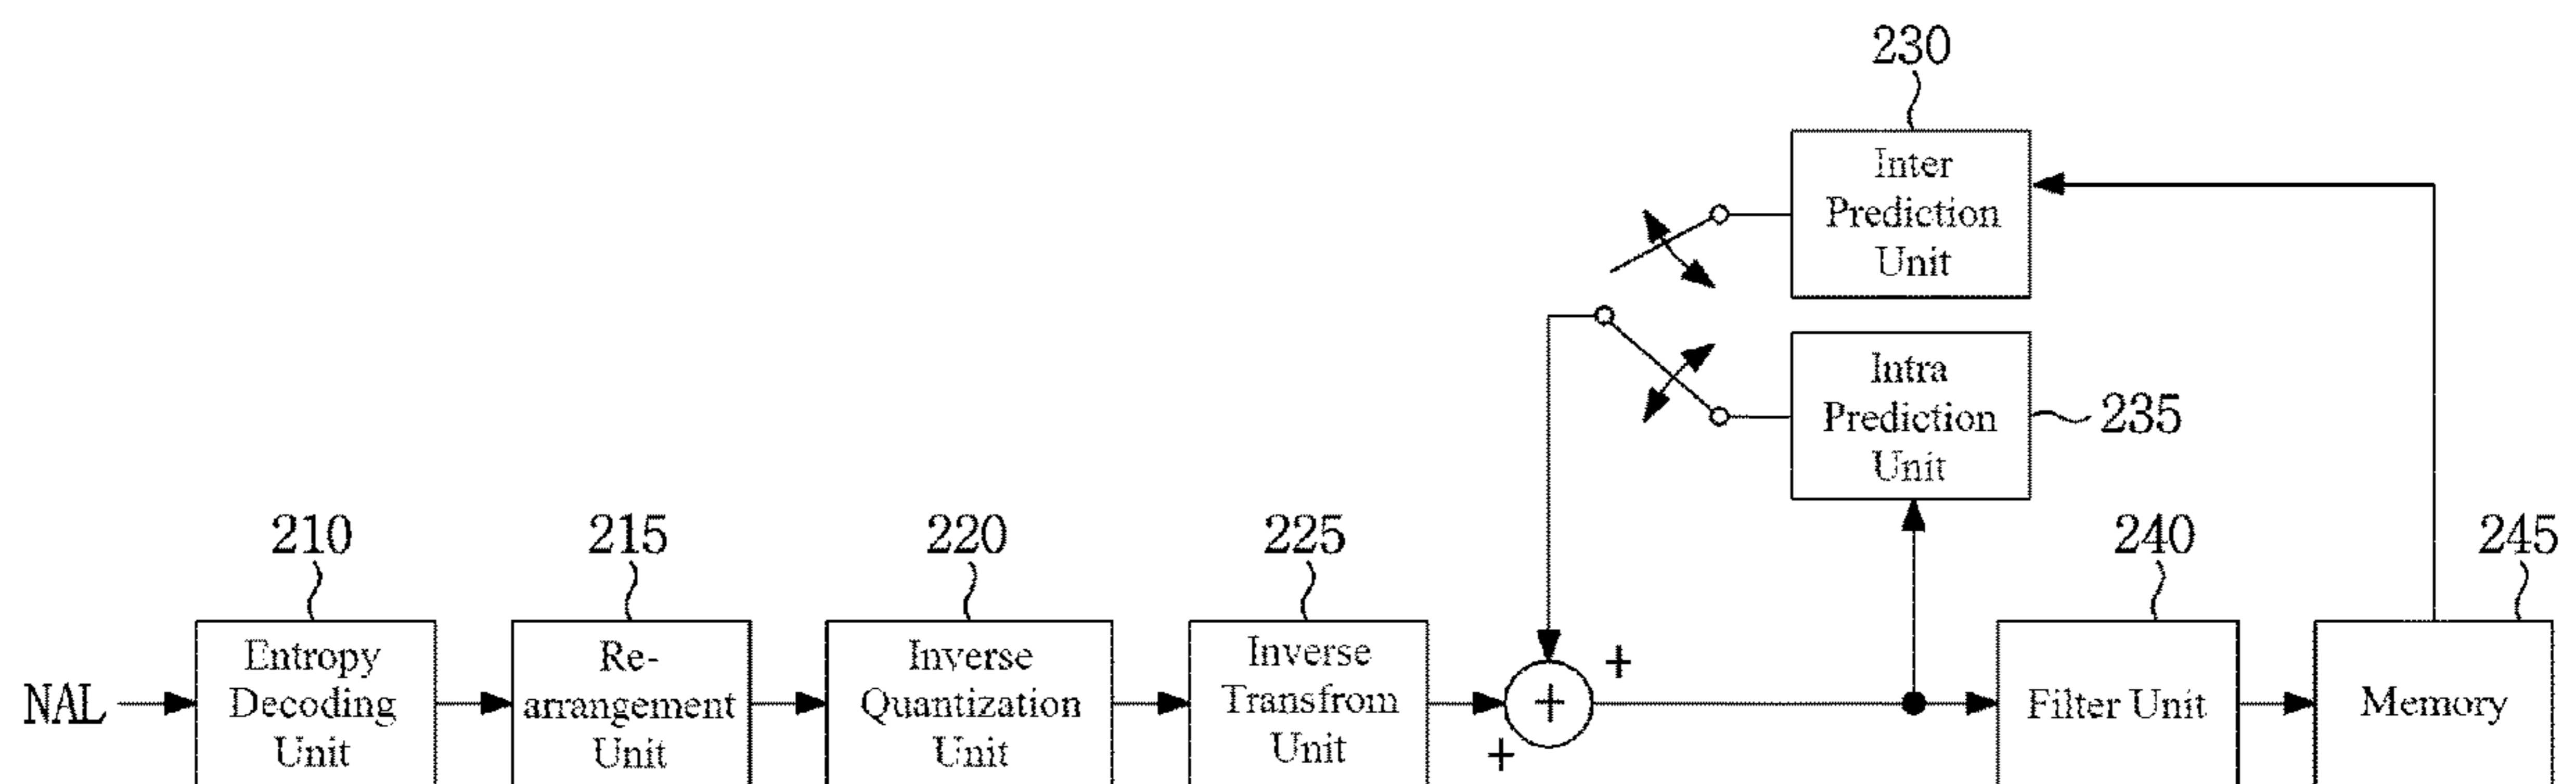 230
Inter
Prediction
Unit
Intra
Prediction
Unit
235
210
215
220
225
240
245
NAL
Entropy
Decoding
Unit
Re-
arrangement
Unit
Inverse
Quantization
Unit
Inverse
Transfrom
Unit
+
+
+
Filter Unit
Memory